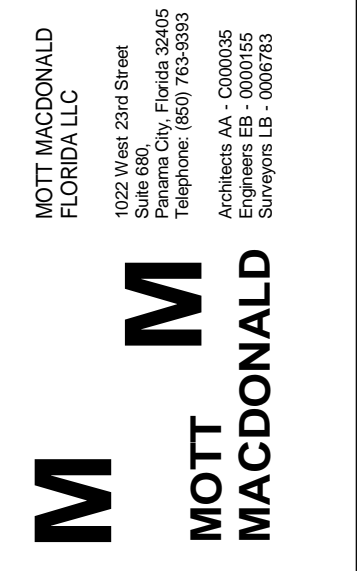 M
M
MOTT
MACDONALD
MOTT MACDONALD
FLORIDA LLC
1022 West 23rd Street
Suite 680,
Panama City, Florida 32405
Telephone: (850) 763-9393
Architects AA - C000035
Engineers EB - 0000155
Surveyors LB - 0006783